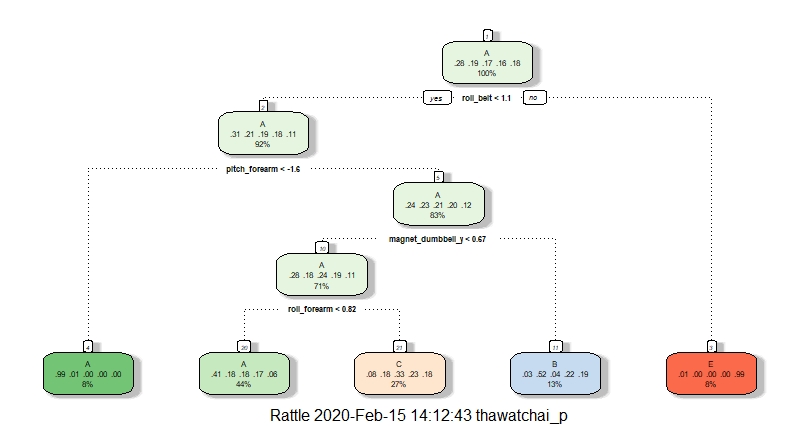 1
A
.28 .19 .17 .16 .18
100%
yes roll_belt < 1.1 no
2
A
.31 .21 .19 .18 .11
92%
pitch_forearm < -1.6
5
A
.24 .23 .21 .20 .12
83%
magnet_dumbbell_y < 0.67
10
A
.28 .18 .24 .19 .11
71%
roll_forearm < 0.82
4
A
.99 .01 .00 .00 .00
8%
20
A
.41 .18 .18 .17 .06
44%
21
C
.08 .18 .33 .23 .18
27%
11
B
.03 .52 .04 .22 .19
13%
3
E
.01 .00 .00 .00 .99
8%
Rattle 2020-Feb-15 14:12:43 thawatchai_p